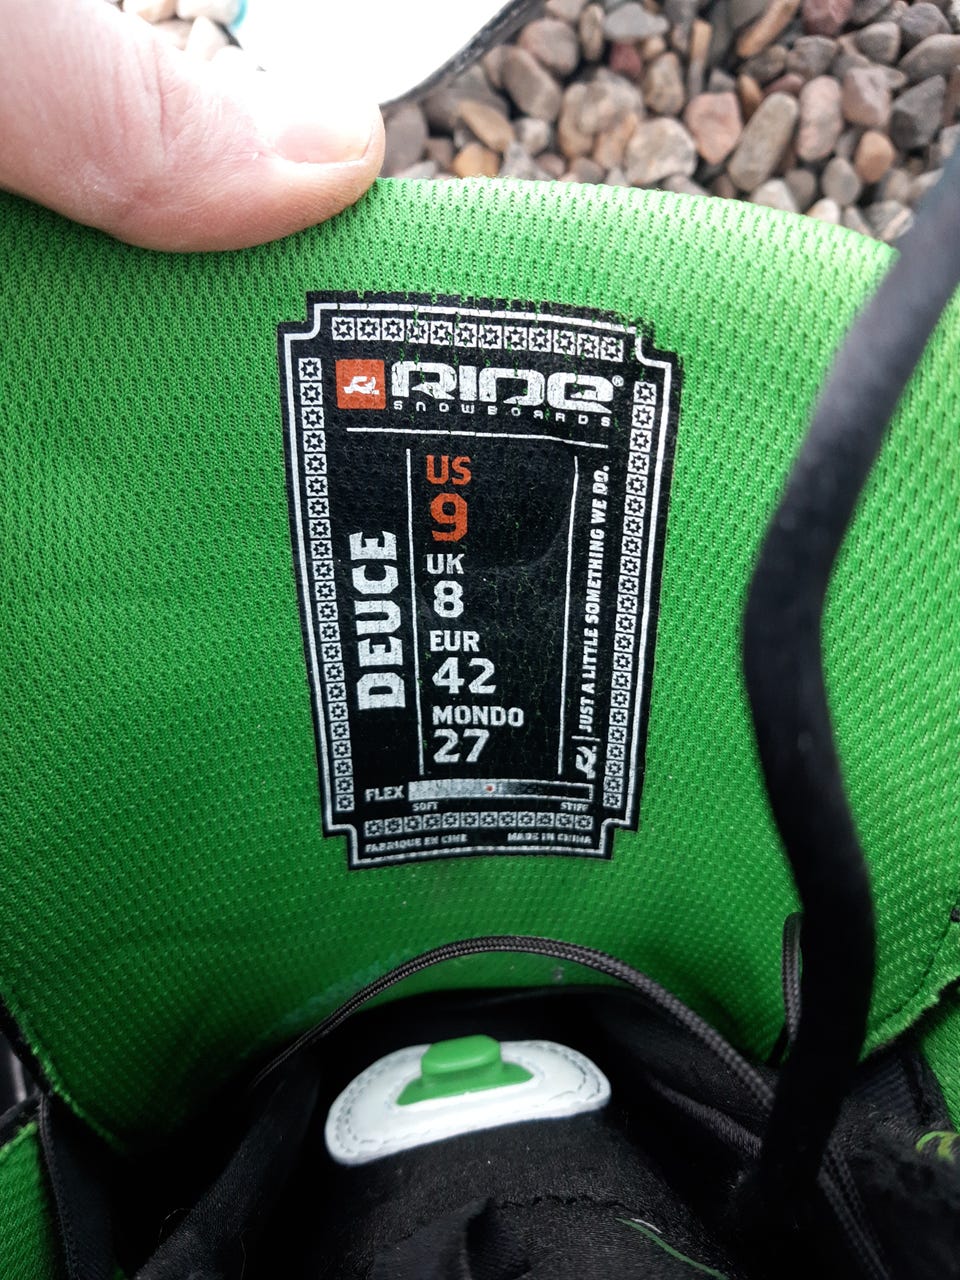 RIDE®
SNOWBOARDS
DEUCE
US
9
UK
8
EUR
42
MONDO
27
JUST A LITTLE SOMETHING WE DO.
FLEX
SOFT
STIFF
FABRIQUE EN CINE
MADE IN CHINA